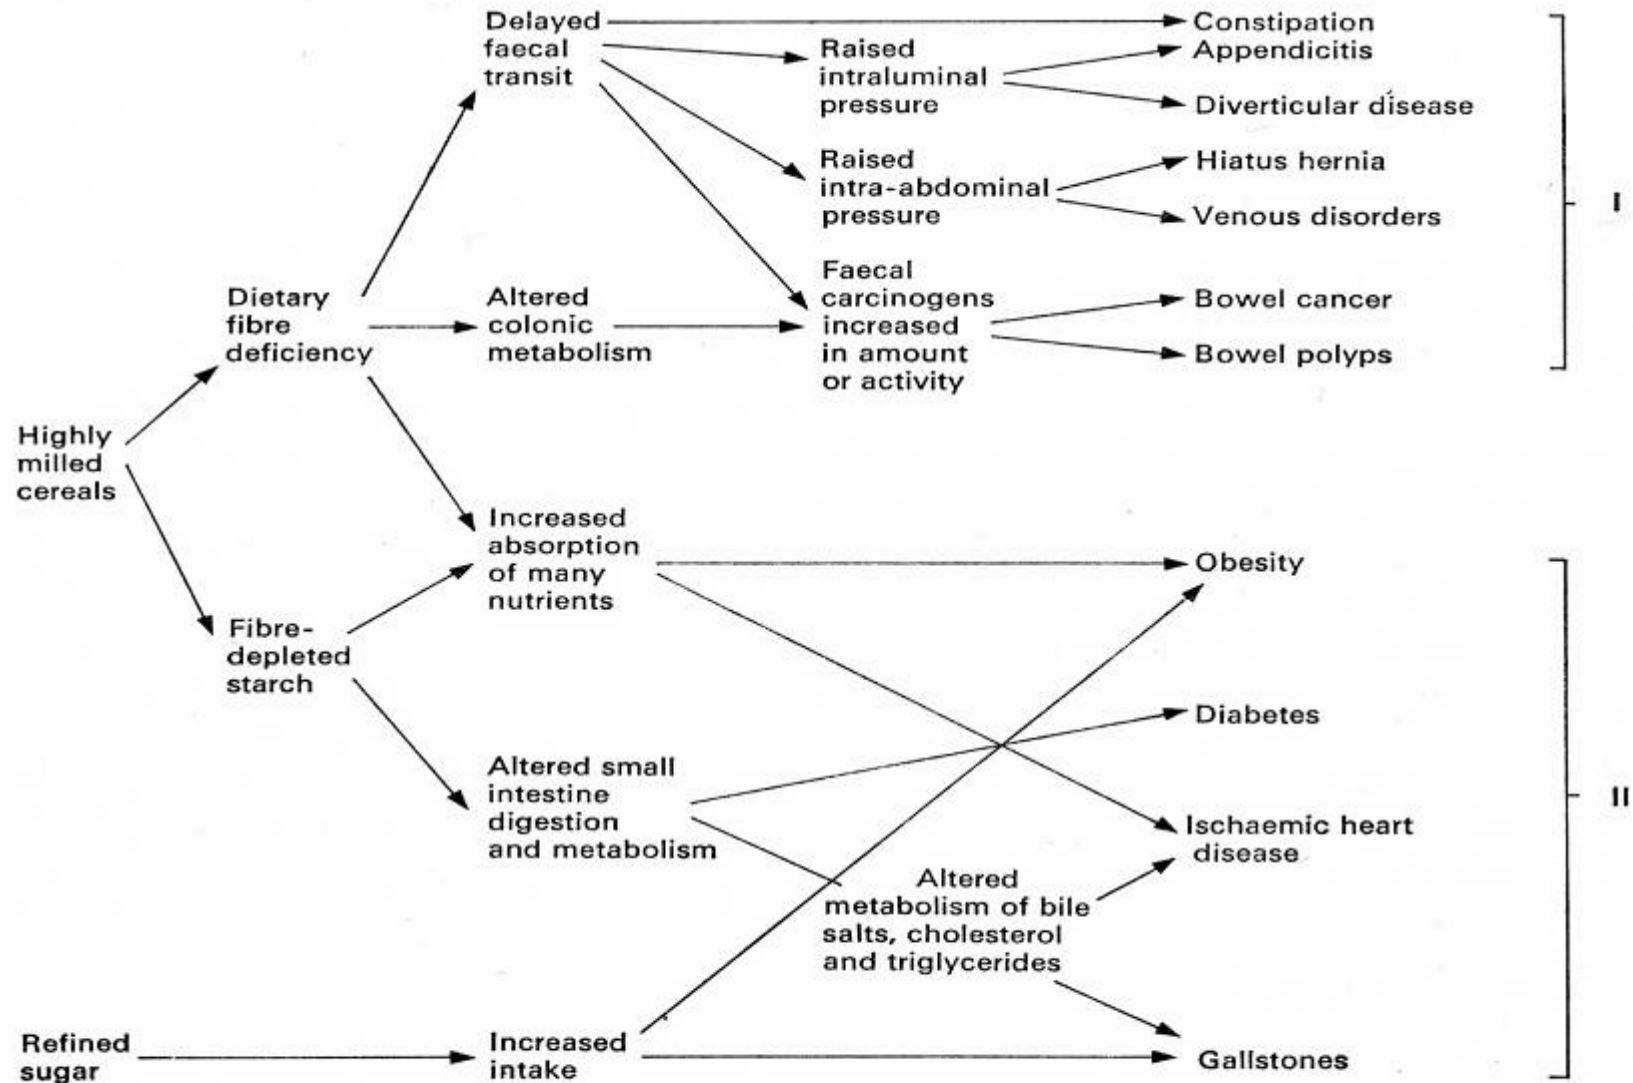 Delayed
faecal
transit
Constipation
Appendicitis
Raised
intraluminal
pressure
Diverticular disease
Raised
intra-abdominal
pressure
Hiatus hernia
Venous disorders
I
Dietary
fibre
deficiency
Altered
colonic
metabolism
Faecal
carcinogens
increased
in amount
or activity
Bowel cancer
Bowel polyps
Highly
milled
cereals
Increased
absorption
of many
nutrients
Obesity
Fibre-
depleted
starch
Diabetes
Altered small
intestine
digestion
and metabolism
II
Ischaemic heart
disease
Altered
metabolism of bile
salts, cholesterol
and triglycerides
Refined
sugar
Increased
intake
Gallstones